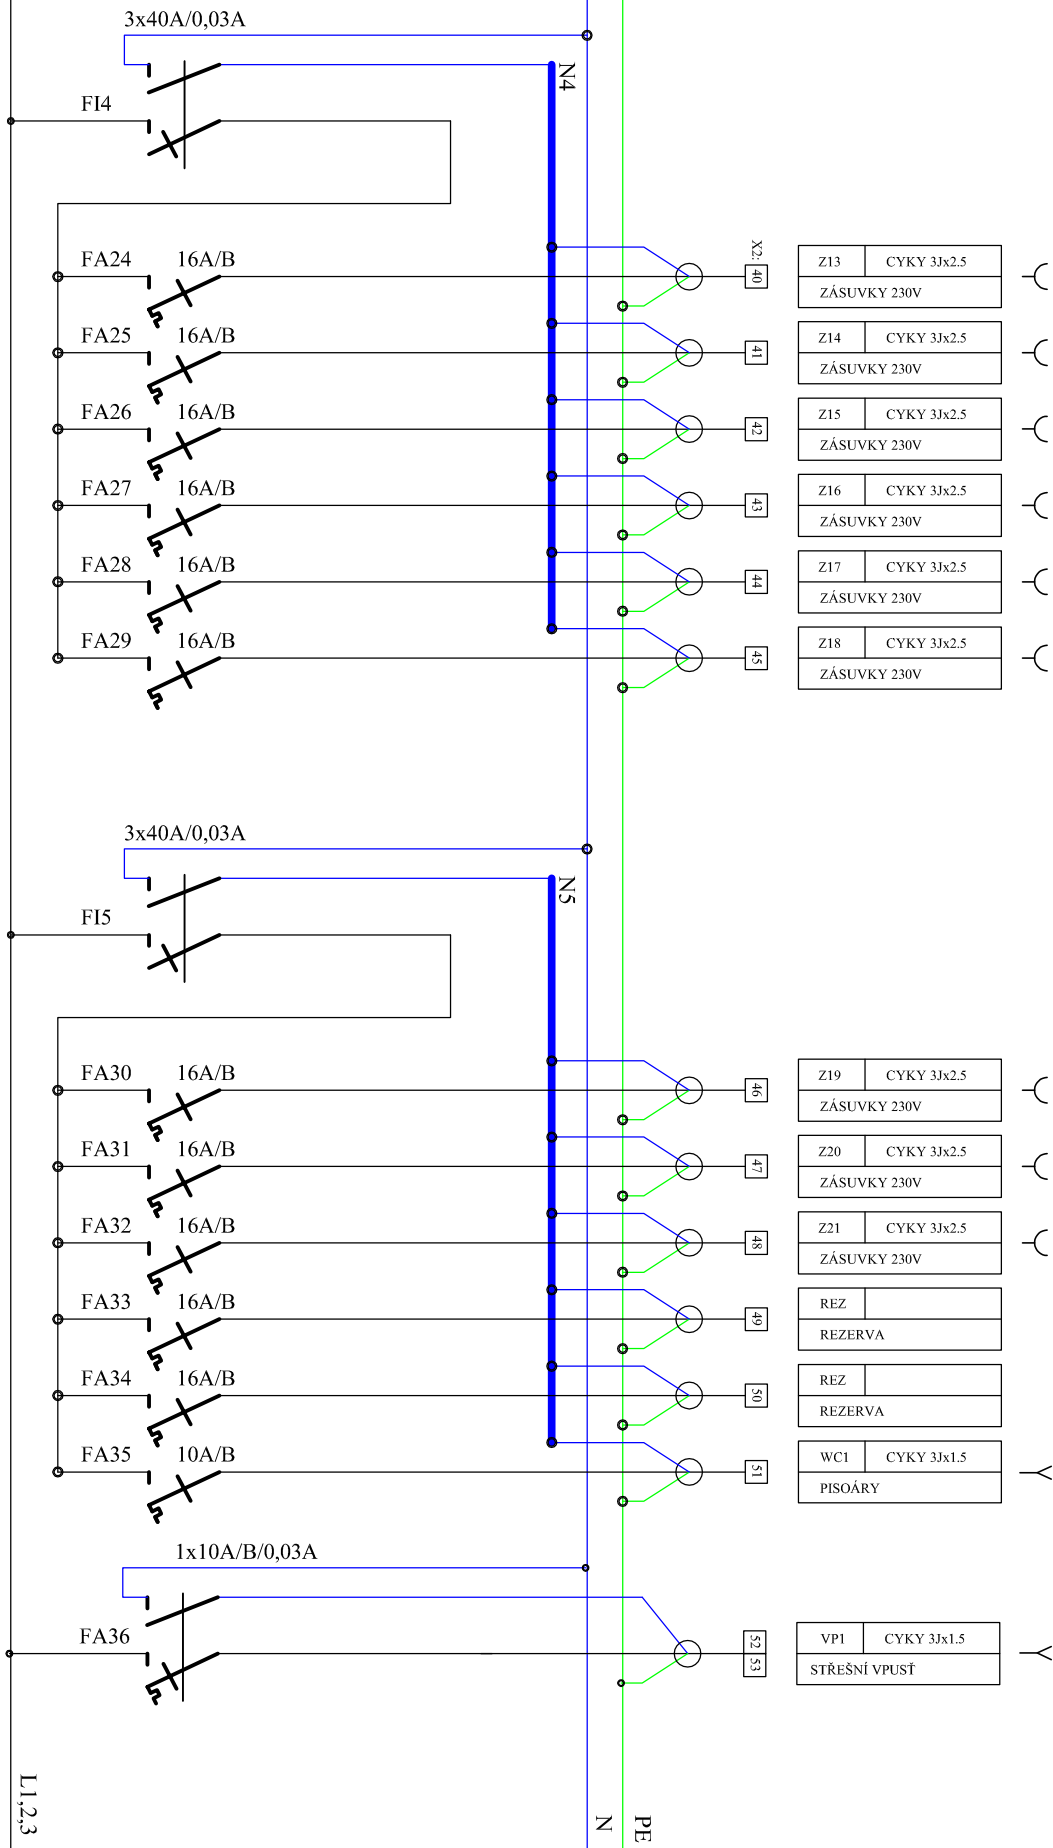 3x40A/0,03A
N4
FI4
FA24 16A/B X2: 40 Z13 CYKY 3Jx2.5
ZÁSUVKY 230V
FA25 16A/B 41 Z14 CYKY 3Jx2.5
ZÁSUVKY 230V
FA26 16A/B 42 Z15 CYKY 3Jx2.5
ZÁSUVKY 230V
FA27 16A/B 43 Z16 CYKY 3Jx2.5
ZÁSUVKY 230V
FA28 16A/B 44 Z17 CYKY 3Jx2.5
ZÁSUVKY 230V
FA29 16A/B 45 Z18 CYKY 3Jx2.5
ZÁSUVKY 230V
3x40A/0,03A
N5
FI5
FA30 16A/B 46 Z19 CYKY 3Jx2.5
ZÁSUVKY 230V
FA31 16A/B 47 Z20 CYKY 3Jx2.5
ZÁSUVKY 230V
FA32 16A/B 48 Z21 CYKY 3Jx2.5
ZÁSUVKY 230V
FA33 16A/B 49 REZ
REZERVA
FA34 16A/B 50 REZ
REZERVA
FA35 10A/B 51 WC1 CYKY 3Jx1.5
PISOÁRY
1x10A/B/0,03A
FA36 52 53 VP1 CYKY 3Jx1.5
STŘEŠNÍ VPUSŤ
L1,2,3
N
PE